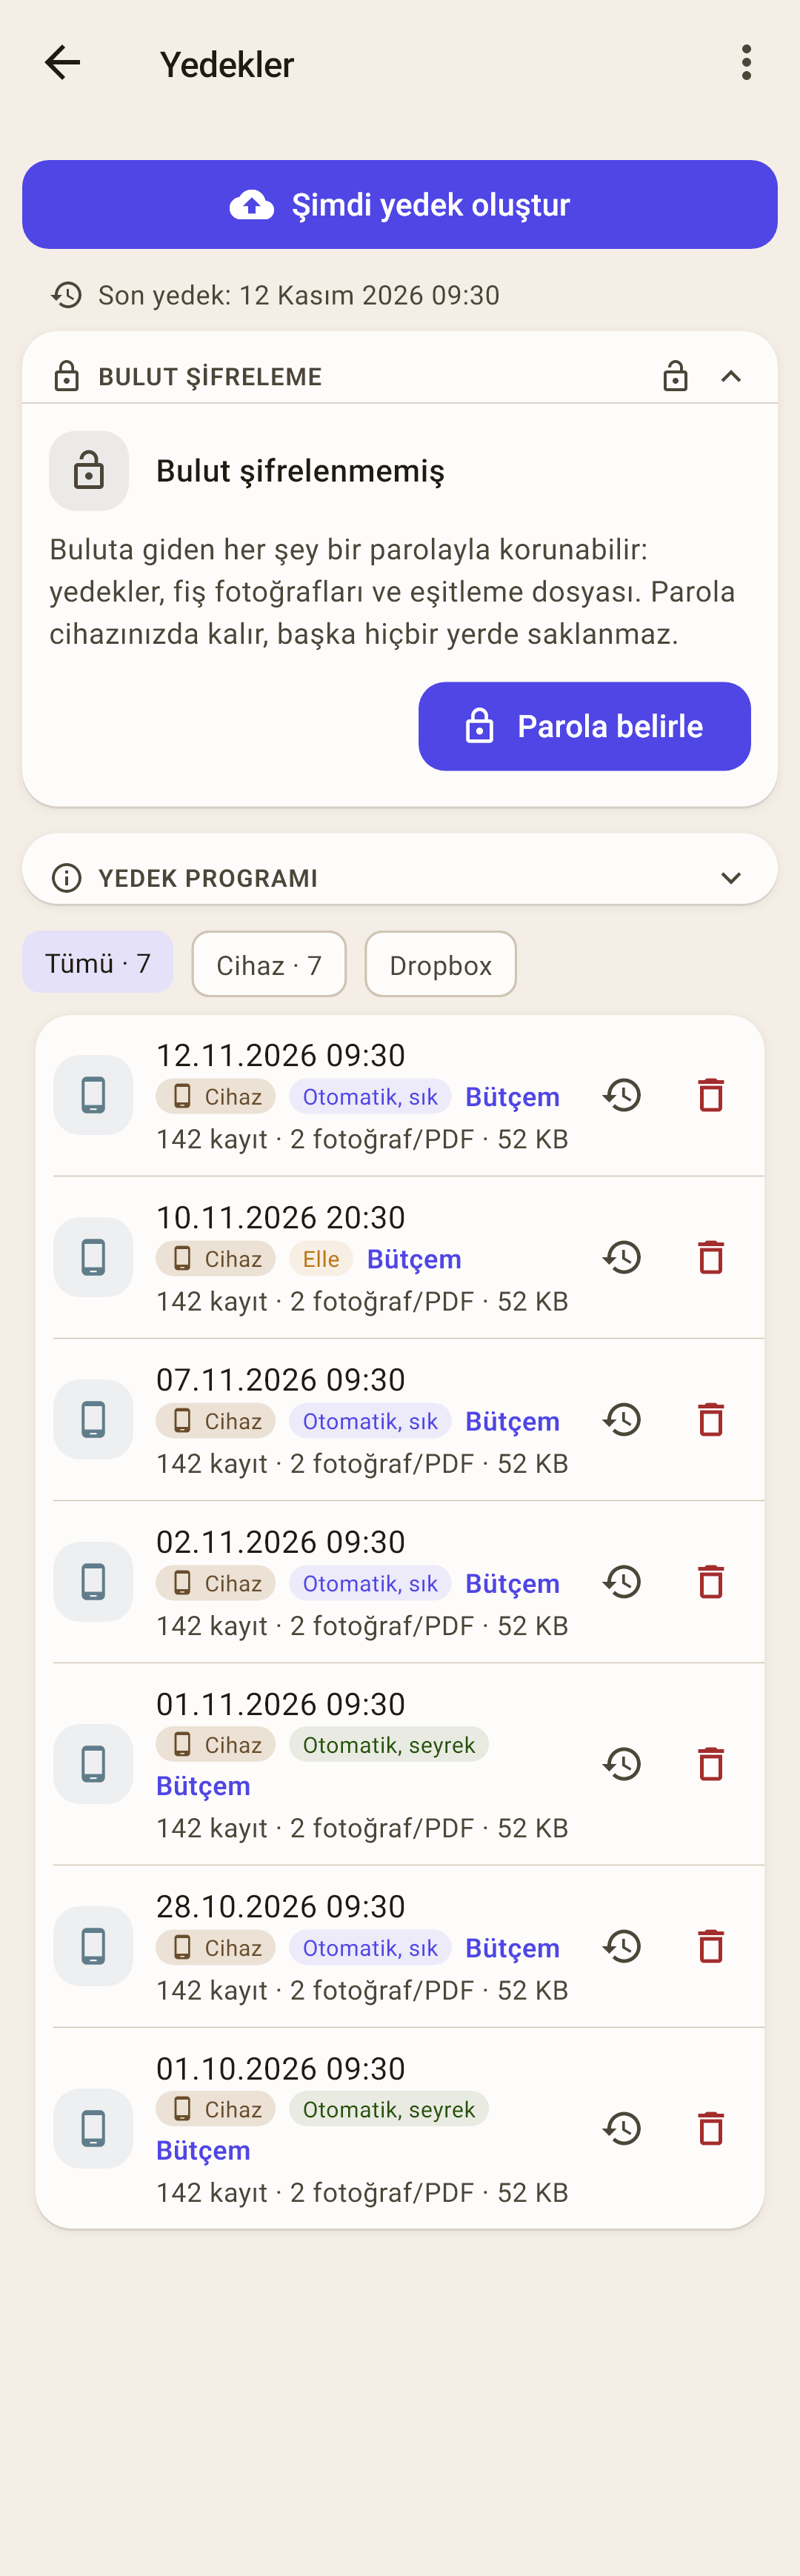 Yedekler
Şimdi yedek oluştur
Son yedek: 12 Kasım 2026 09:30
BULUT ŞİFRELEME
Bulut şifrelenmemiş
Buluta giden her şey bir parolayla korunabilir:
yedekler, fiş fotoğrafları ve eşitleme dosyası. Parola
cihazınızda kalır, başka hiçbir yerde saklanmaz.
Parola belirle
YEDEK PROGRAMI
Tümü · 7 Cihaz · 7 Dropbox
12.11.2026 09:30
Cihaz Otomatik, sık Bütçem
142 kayıt · 2 fotoğraf/PDF · 52 KB
10.11.2026 20:30
Cihaz Elle Bütçem
142 kayıt · 2 fotoğraf/PDF · 52 KB
07.11.2026 09:30
Cihaz Otomatik, sık Bütçem
142 kayıt · 2 fotoğraf/PDF · 52 KB
02.11.2026 09:30
Cihaz Otomatik, sık Bütçem
142 kayıt · 2 fotoğraf/PDF · 52 KB
01.11.2026 09:30
Cihaz Otomatik, seyrek
Bütçem
142 kayıt · 2 fotoğraf/PDF · 52 KB
28.10.2026 09:30
Cihaz Otomatik, sık Bütçem
142 kayıt · 2 fotoğraf/PDF · 52 KB
01.10.2026 09:30
Cihaz Otomatik, seyrek
Bütçem
142 kayıt · 2 fotoğraf/PDF · 52 KB